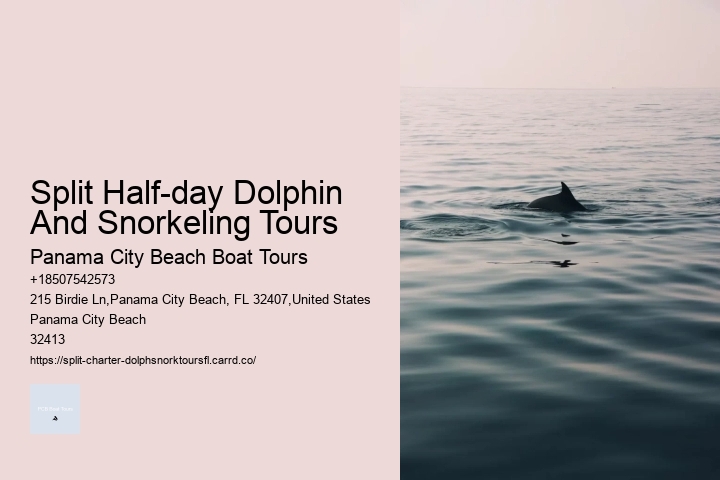 Split Half-day Dolphin
And Snorkeling Tours
Panama City Beach Boat Tours
+18507542573
215 Birdie Ln,Panama City Beach, FL 32407,United States
Panama City Beach
32413
https://split-charter-dolphsnorktoursfl.carrd.co/